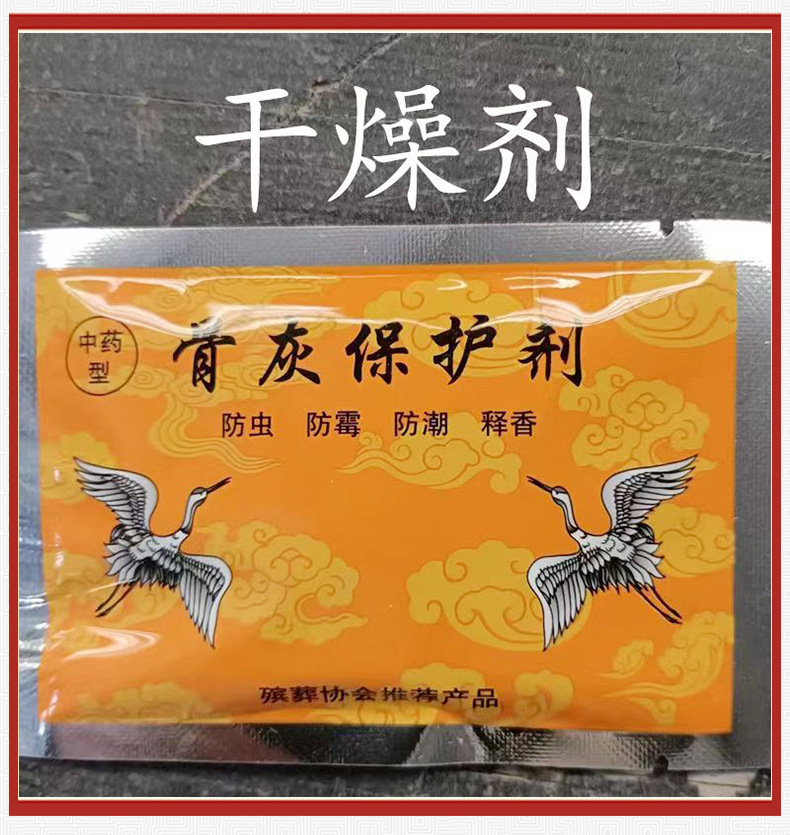 干燥剂
中药
型
骨灰保护剂
防虫 防霉 防潮 释香
殡葬协会推荐产品